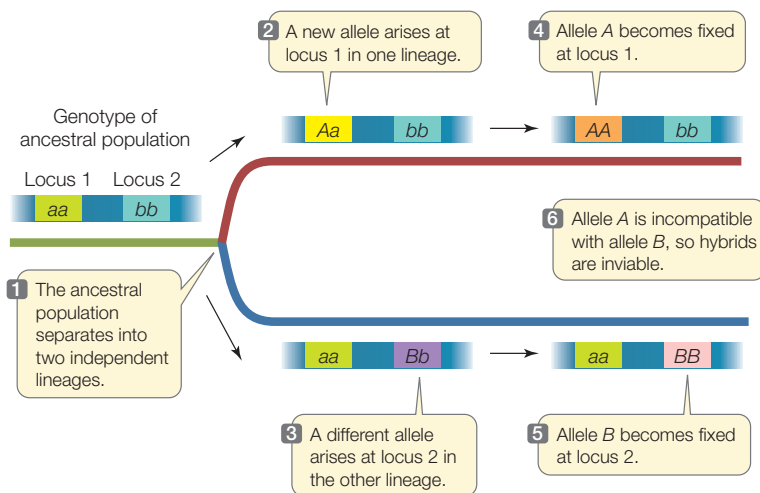 Genotype of
ancestral population
Locus 1 Locus 2
aa bb
1 The ancestral
population
separates into
two independent
lineages.
2 A new allele arises at
locus 1 in one lineage.
Aa bb
4 Allele A becomes fixed
at locus 1.
AA bb
6 Allele A is incompatible
with allele B, so hybrids
are inviable.
aa Bb
3 A different allele
arises at locus 2 in
the other lineage.
aa BB
5 Allele B becomes fixed
at locus 2.